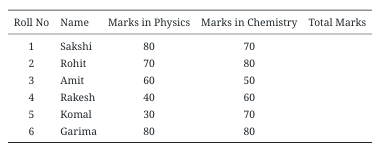 Roll No Name Marks in Physics Marks in Chemistry Total Marks
1 Sakshi 80 70
2 Rohit 70 80
3 Amit 60 50
4 Rakesh 40 60
5 Komal 30 70
6 Garima 80 80